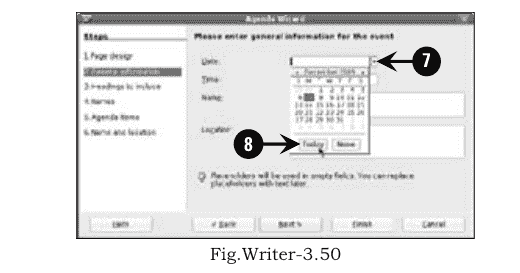 Agenda Wizard
Steps
Please enter general information for the event
1. Page design
2. General information
3. Headings to include
4. Names
5. Agenda items
6. Name and location
Date:
Time:
Name:
Location:
7
8
Today
None
Placeholders will be used in empty fields. You can replace
placeholders with text later.
< Back
Next >
Finish
Cancel
Fig.Writer-3.50